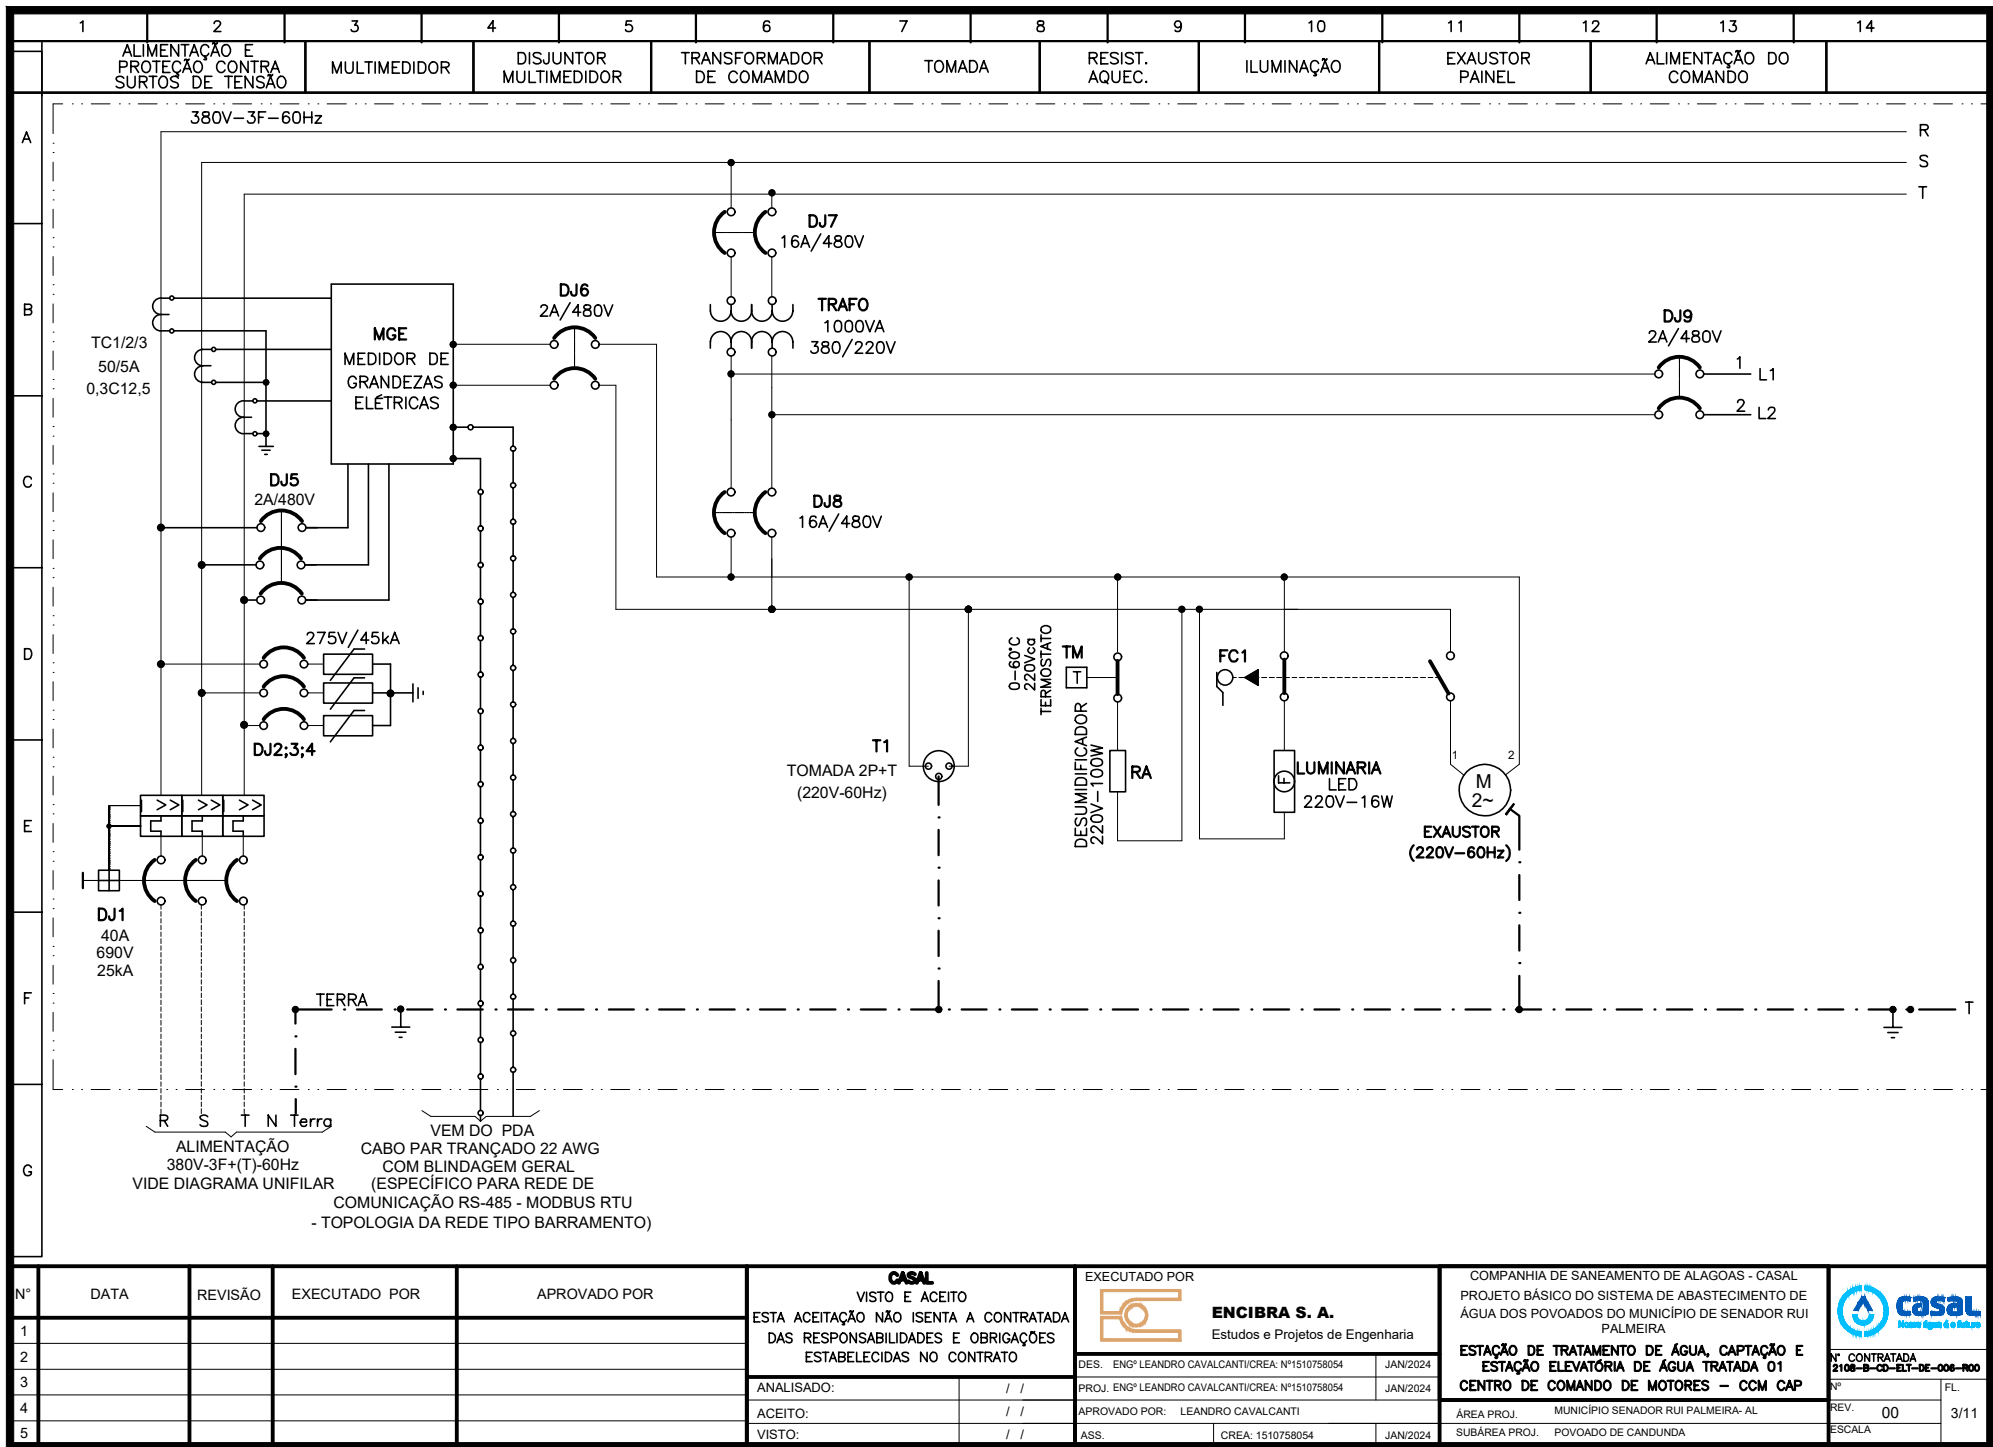 1 2 3 4 5 6 7 8 9 10 11 12 13 14
ALIMENTAÇÃO E
PROTEÇÃO CONTRA
SURTOS DE TENSÃO
MULTIMEDIDOR
DISJUNTOR
MULTIMEDIDOR
TRANSFORMADOR
DE COMAMDO
TOMADA
RESIST.
AQUEC.
ILUMINAÇÃO
EXAUSTOR
PAINEL
ALIMENTAÇÃO DO
COMANDO
A
B
C
D
E
F
G
380V-3F-60Hz
R
S
T
DJ7
16A/480V
TC1/2/3
50/5A
0,3C12,5
MGE
MEDIDOR DE
GRANDEZAS
ELÉTRICAS
DJ6
2A/480V
TRAFO
1000VA
380/220V
DJ9
2A/480V
1 L1
2 L2
DJ5
2A/480V
DJ8
16A/480V
275V/45kA
DJ2;3;4
0-60°C
220Vca
TERMOSTATO
TM
T
FC1
DESUMIDIFICADOR
220V-100W
RA
T1
TOMADA 2P+T
(220V-60Hz)
F
LUMINARIA
LED
220V-16W
1 2
M
2~
EXAUSTOR
(220V-60Hz)
>> >> >>
DJ1
40A
690V
25kA
TERRA
T
R S T N Terra
ALIMENTAÇÃO
380V-3F+(T)-60Hz
VIDE DIAGRAMA UNIFILAR
VEM DO PDA
CABO PAR TRANÇADO 22 AWG
COM BLINDAGEM GERAL
(ESPECÍFICO PARA REDE DE
COMUNICAÇÃO RS-485 - MODBUS RTU
- TOPOLOGIA DA REDE TIPO BARRAMENTO)
N° DATA REVISÃO EXECUTADO POR APROVADO POR
1
2
3
4
5
CASAL
VISTO E ACEITO
ESTA ACEITAÇÃO NÃO ISENTA A CONTRATADA
DAS RESPONSABILIDADES E OBRIGAÇÕES
ESTABELECIDAS NO CONTRATO
ANALISADO: / /
ACEITO: / /
VISTO: / /
EXECUTADO POR
ENCIBRA S. A.
Estudos e Projetos de Engenharia
DES. ENGº LEANDRO CAVALCANTI/CREA: Nº1510758054 JAN/2024
PROJ. ENGº LEANDRO CAVALCANTI/CREA: Nº1510758054 JAN/2024
APROVADO POR: LEANDRO CAVALCANTI
ASS. CREA: 1510758054 JAN/2024
COMPANHIA DE SANEAMENTO DE ALAGOAS - CASAL
PROJETO BÁSICO DO SISTEMA DE ABASTECIMENTO DE
ÁGUA DOS POVOADOS DO MUNICÍPIO DE SENADOR RUI
PALMEIRA
ESTAÇÃO DE TRATAMENTO DE ÁGUA, CAPTAÇÃO E
ESTAÇÃO ELEVATÓRIA DE ÁGUA TRATADA 01
CENTRO DE COMANDO DE MOTORES - CCM CAP
ÁREA PROJ. MUNICÍPIO SENADOR RUI PALMEIRA- AL
SUBÁREA PROJ. POVOADO DE CANDUNDA
casal
Nossa água é o futuro
N° CONTRATADA
2108-B-CD-ELT-DE-006-R00
Nº
REV. 00
ESCALA
FL.
3/11